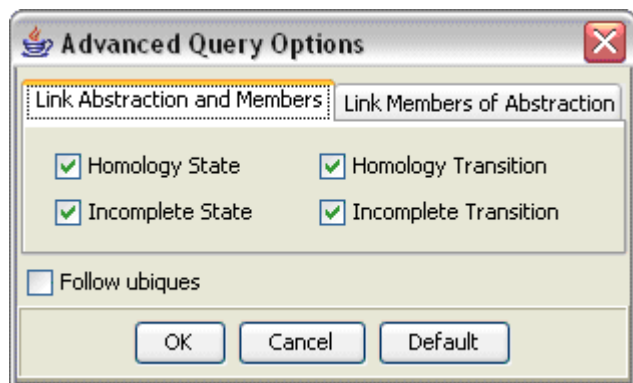 Advanced Query Options
Link Abstraction and Members Link Members of Abstraction
Homology State Homology Transition
Incomplete State Incomplete Transition
Follow ubiques
OK Cancel Default